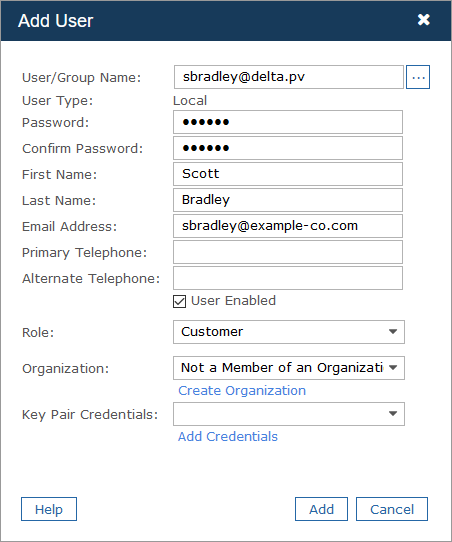 Add User
User/Group Name: sbradley@delta.pv ...
User Type: Local
Password: ••••••
Confirm Password: ••••••
First Name: Scott
Last Name: Bradley
Email Address: sbradley@example-co.com
Primary Telephone:
Alternate Telephone:
User Enabled
Role: Customer
Organization: Not a Member of an Organizati
Create Organization
Key Pair Credentials:
Add Credentials
Help Add Cancel